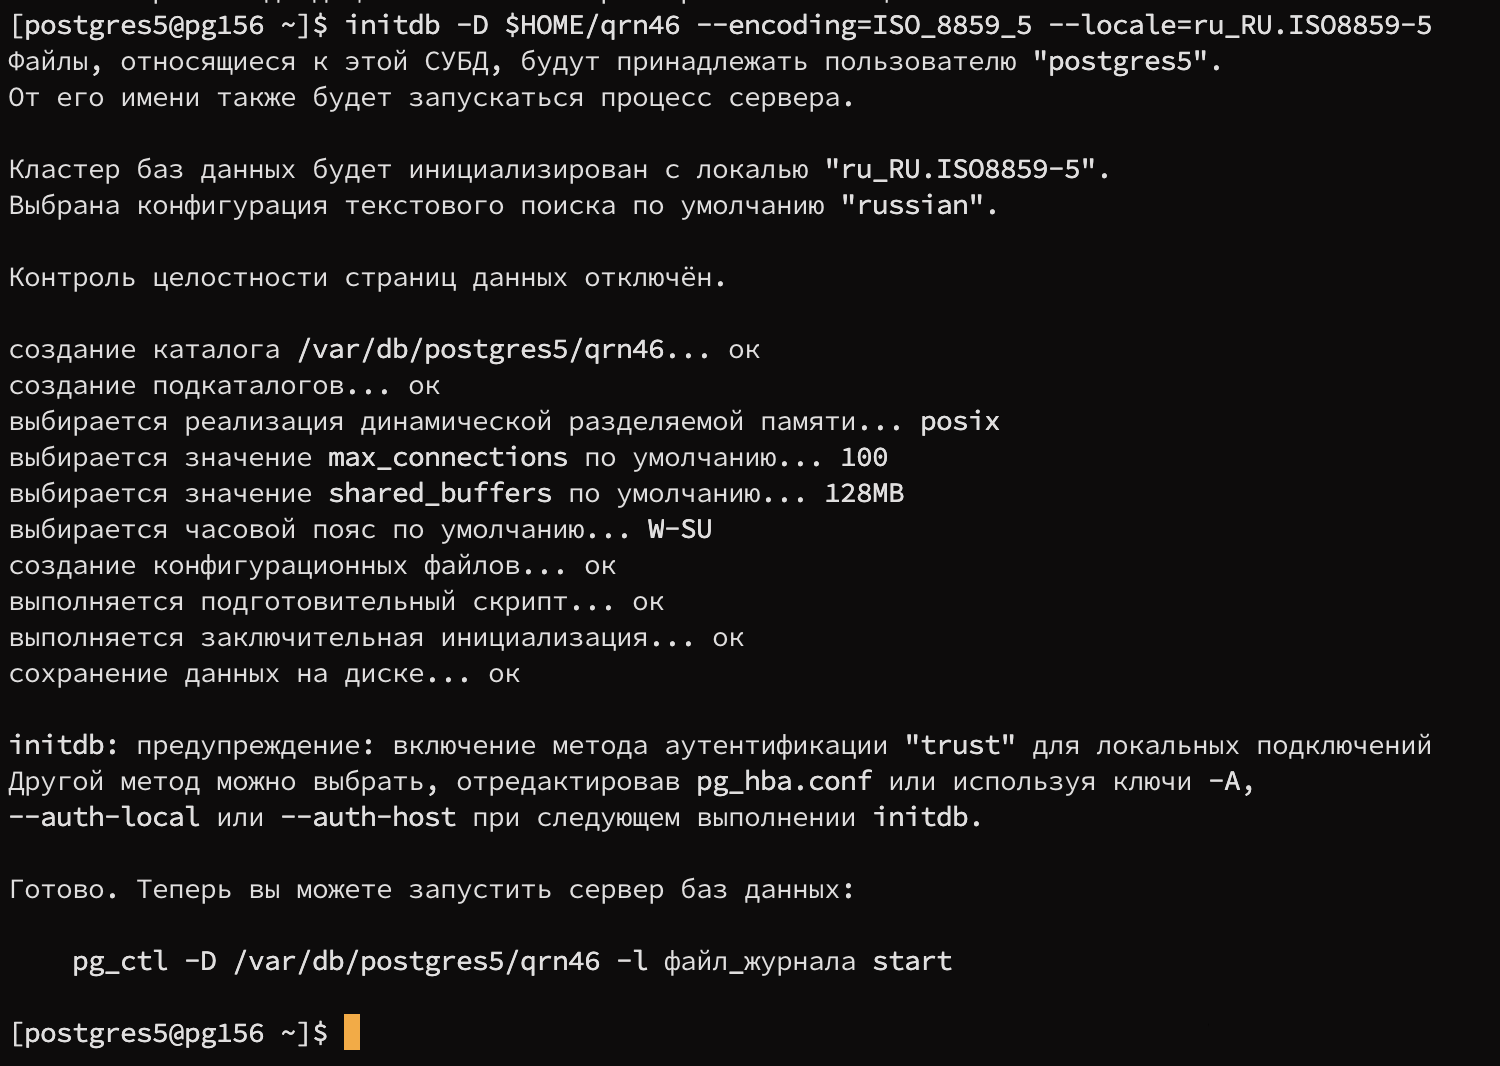 [postgres5@pg156 ~]$ initdb -D $HOME/qrn46 --encoding=ISO_8859_5 --locale=ru_RU.ISO8859-5
Файлы, относящиеся к этой СУБД, будут принадлежать пользователю "postgres5".
От его имени также будет запускаться процесс сервера.
Кластер баз данных будет инициализирован с локалью "ru_RU.ISO8859-5".
Выбрана конфигурация текстового поиска по умолчанию "russian".
Контроль целостности страниц данных отключён.
создание каталога /var/db/postgres5/qrn46... ок
создание подкаталогов... ок
выбирается реализация динамической разделяемой памяти... posix
выбирается значение max_connections по умолчанию... 100
выбирается значение shared_buffers по умолчанию... 128MB
выбирается часовой пояс по умолчанию... W-SU
создание конфигурационных файлов... ок
выполняется подготовительный скрипт... ок
выполняется заключительная инициализация... ок
сохранение данных на диске... ок
initdb: предупреждение: включение метода аутентификации "trust" для локальных подключений
Другой метод можно выбрать, отредактировав pg_hba.conf или используя ключи -A,
--auth-local или --auth-host при следующем выполнении initdb.
Готово. Теперь вы можете запустить сервер баз данных:
pg_ctl -D /var/db/postgres5/qrn46 -l файл_журнала start
[postgres5@pg156 ~]$